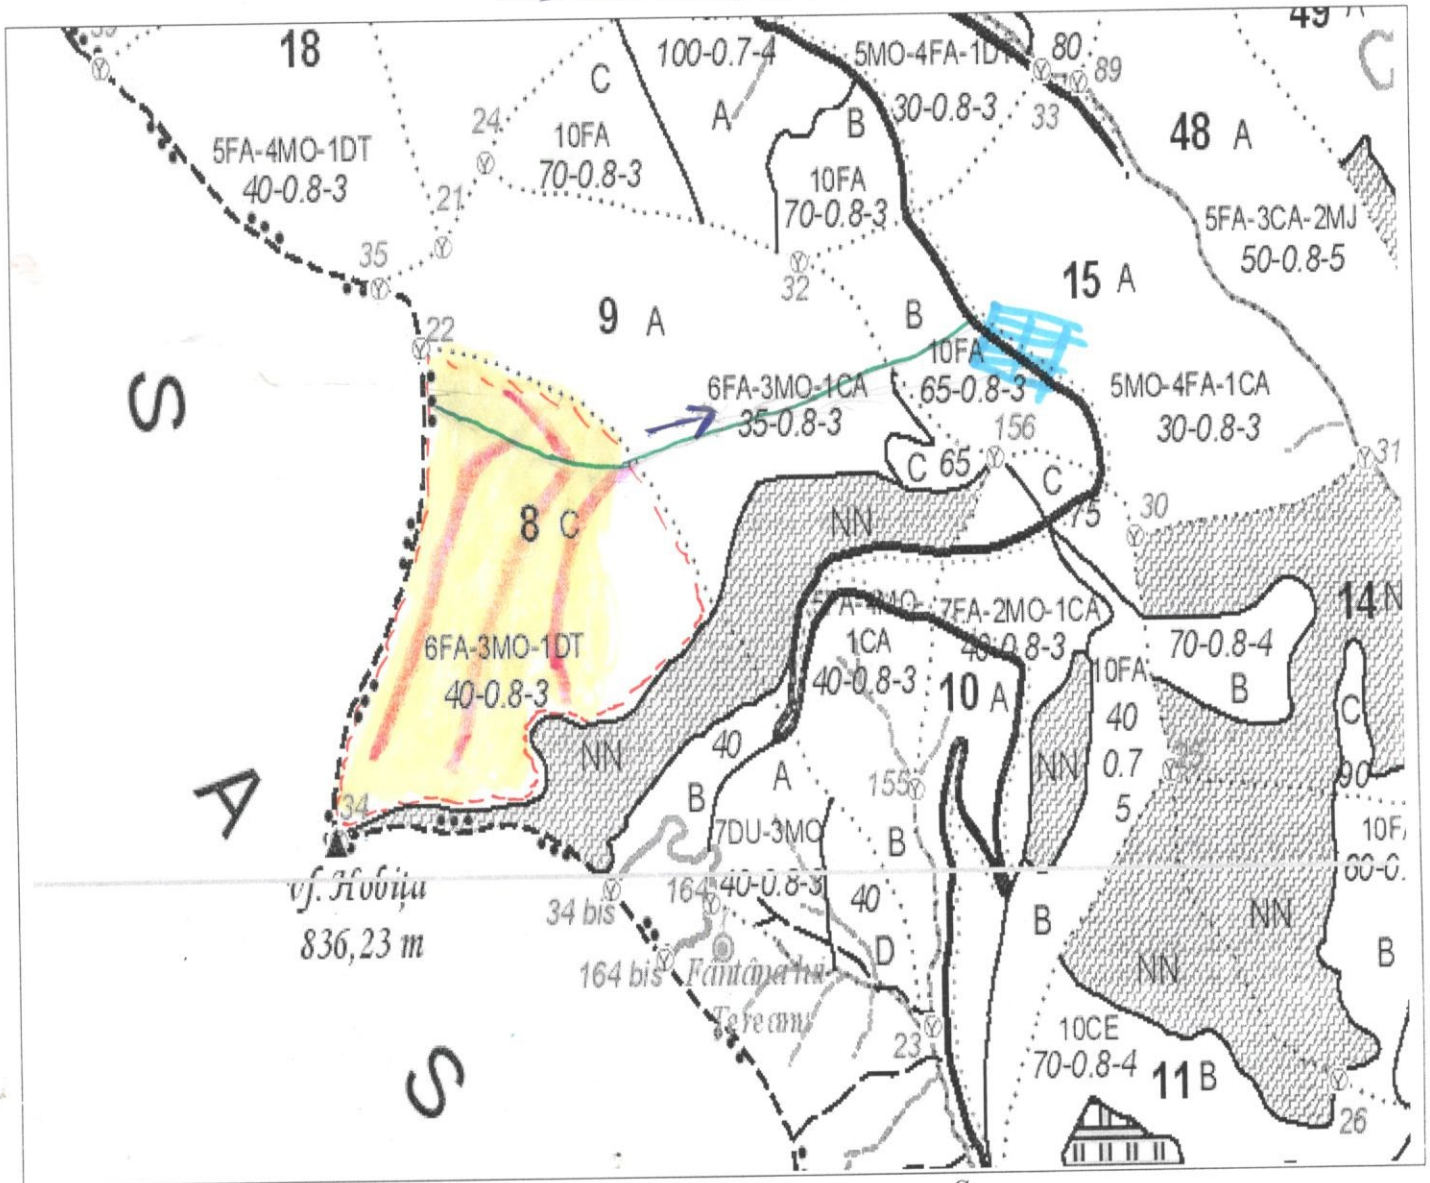 18
C
100-0.7-4
5MO-4FA-1DT
80
89
49 A
C
24
10FA
A
B
30-0.8-3
33
48 A
5FA-4MO-1DT
70-0.8-3
10FA
40-0.8-3
21
70-0.8-3
5FA-3CA-2MJ
35
50-0.8-5
32
15 A
9 A
B
22
10FA
S
6FA-3MO-1CA
65-0.8-3
5MO-4FA-1CA
35-0.8-3
156
30-0.8-3
31
C 65
C
8 C
NN
75
30
14 N
7FA-2MO-1CA
6FA-3MO-1DT
1CA
40-0.8-3
70-0.8-4
40-0.8-3
40-0.8-3
10 A
10FA
B
40
C
NN
40
A
155
NN
0.7
90
34
A
B
5
7DU-3MO
B
10FA
vf. Hobița
164
40-0.8-3
34 bis
40
B
NN
836,23 m
D
164 bis
Fântâna lui
NN
B
Tereanu
23
10CE
70-0.8-4
11 B
S
26